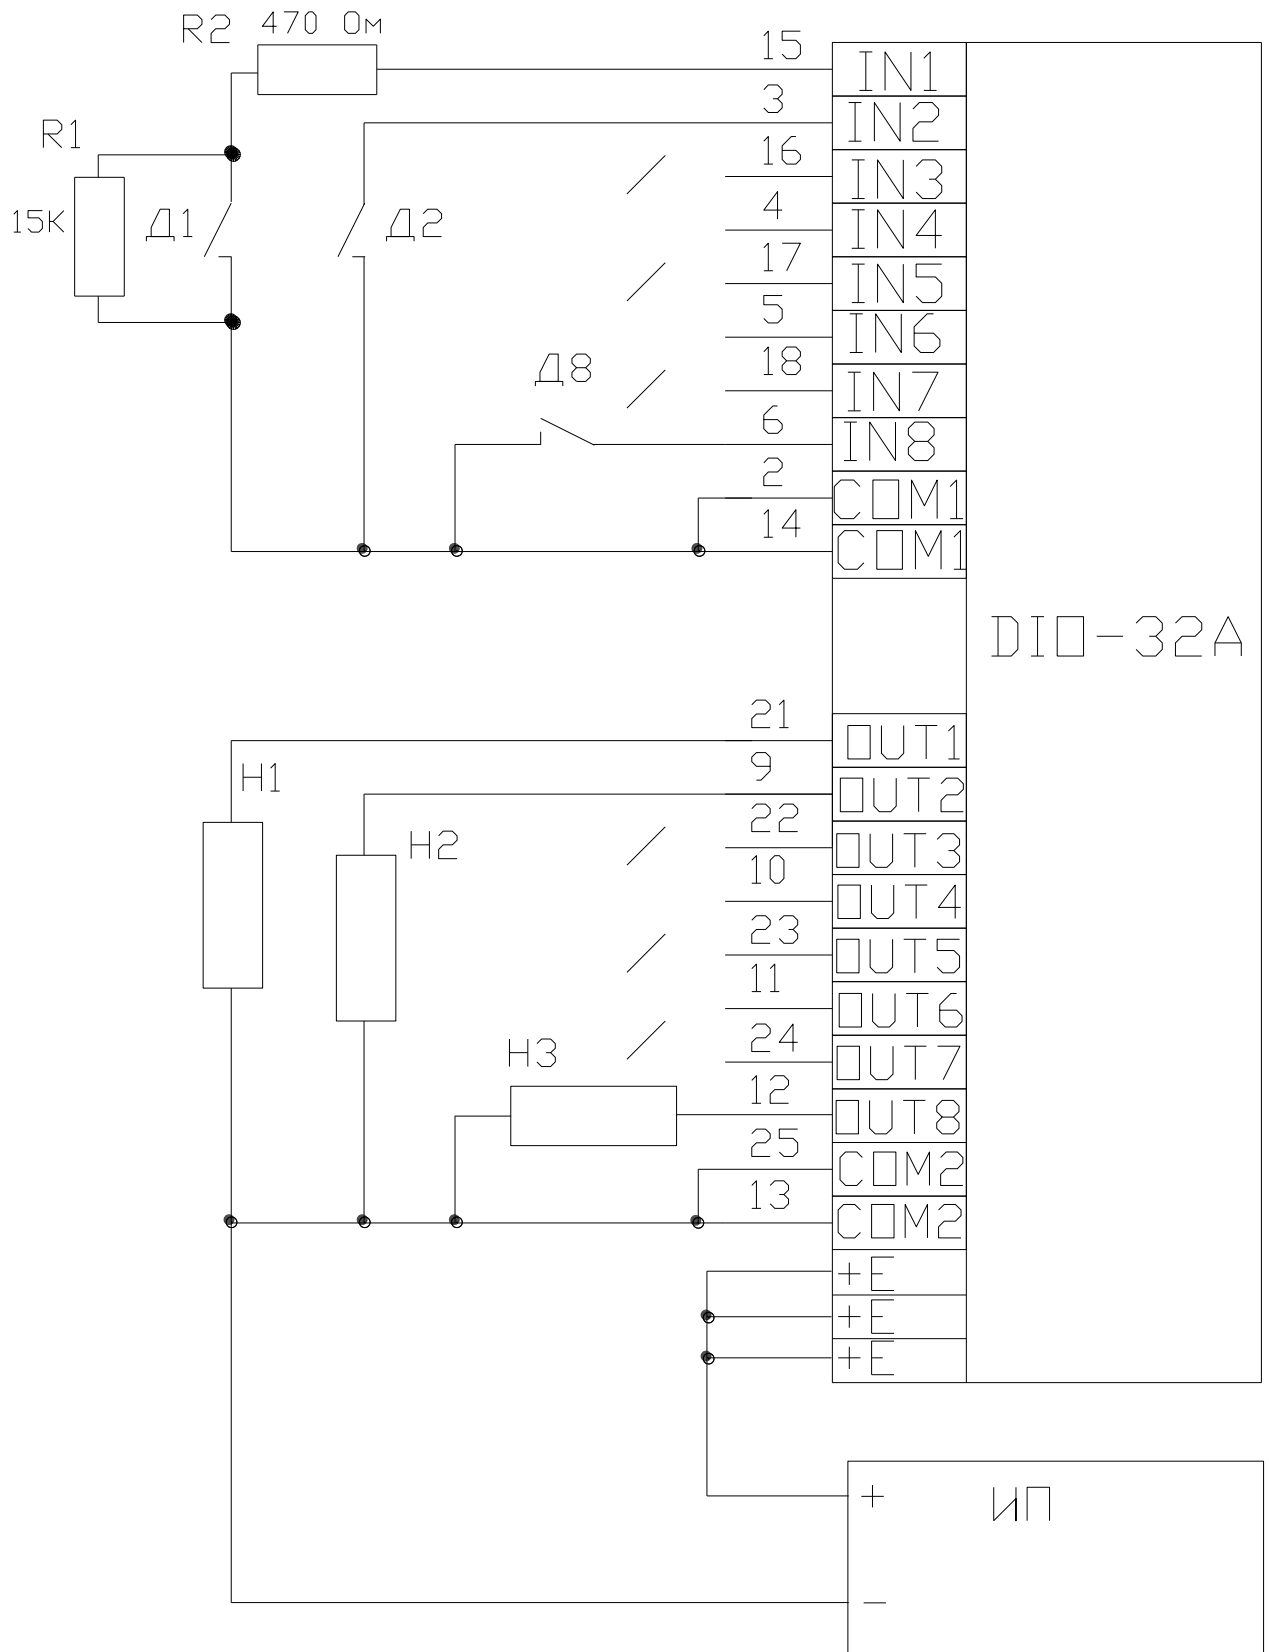 R2 470 Ом
15 IN1
3 IN2
R1
16 IN3
15К Д1 Д2
4 IN4
17 IN5
5 IN6
Д8
18 IN7
6 IN8
2 COM1
14 COM1
DIO-32A
21 OUT1
H1
9 OUT2
H2
22 OUT3
10 OUT4
23 OUT5
11 OUT6
H3
24 OUT7
12 OUT8
25 COM2
13 COM2
+E
+E
+E
+ ИП
-